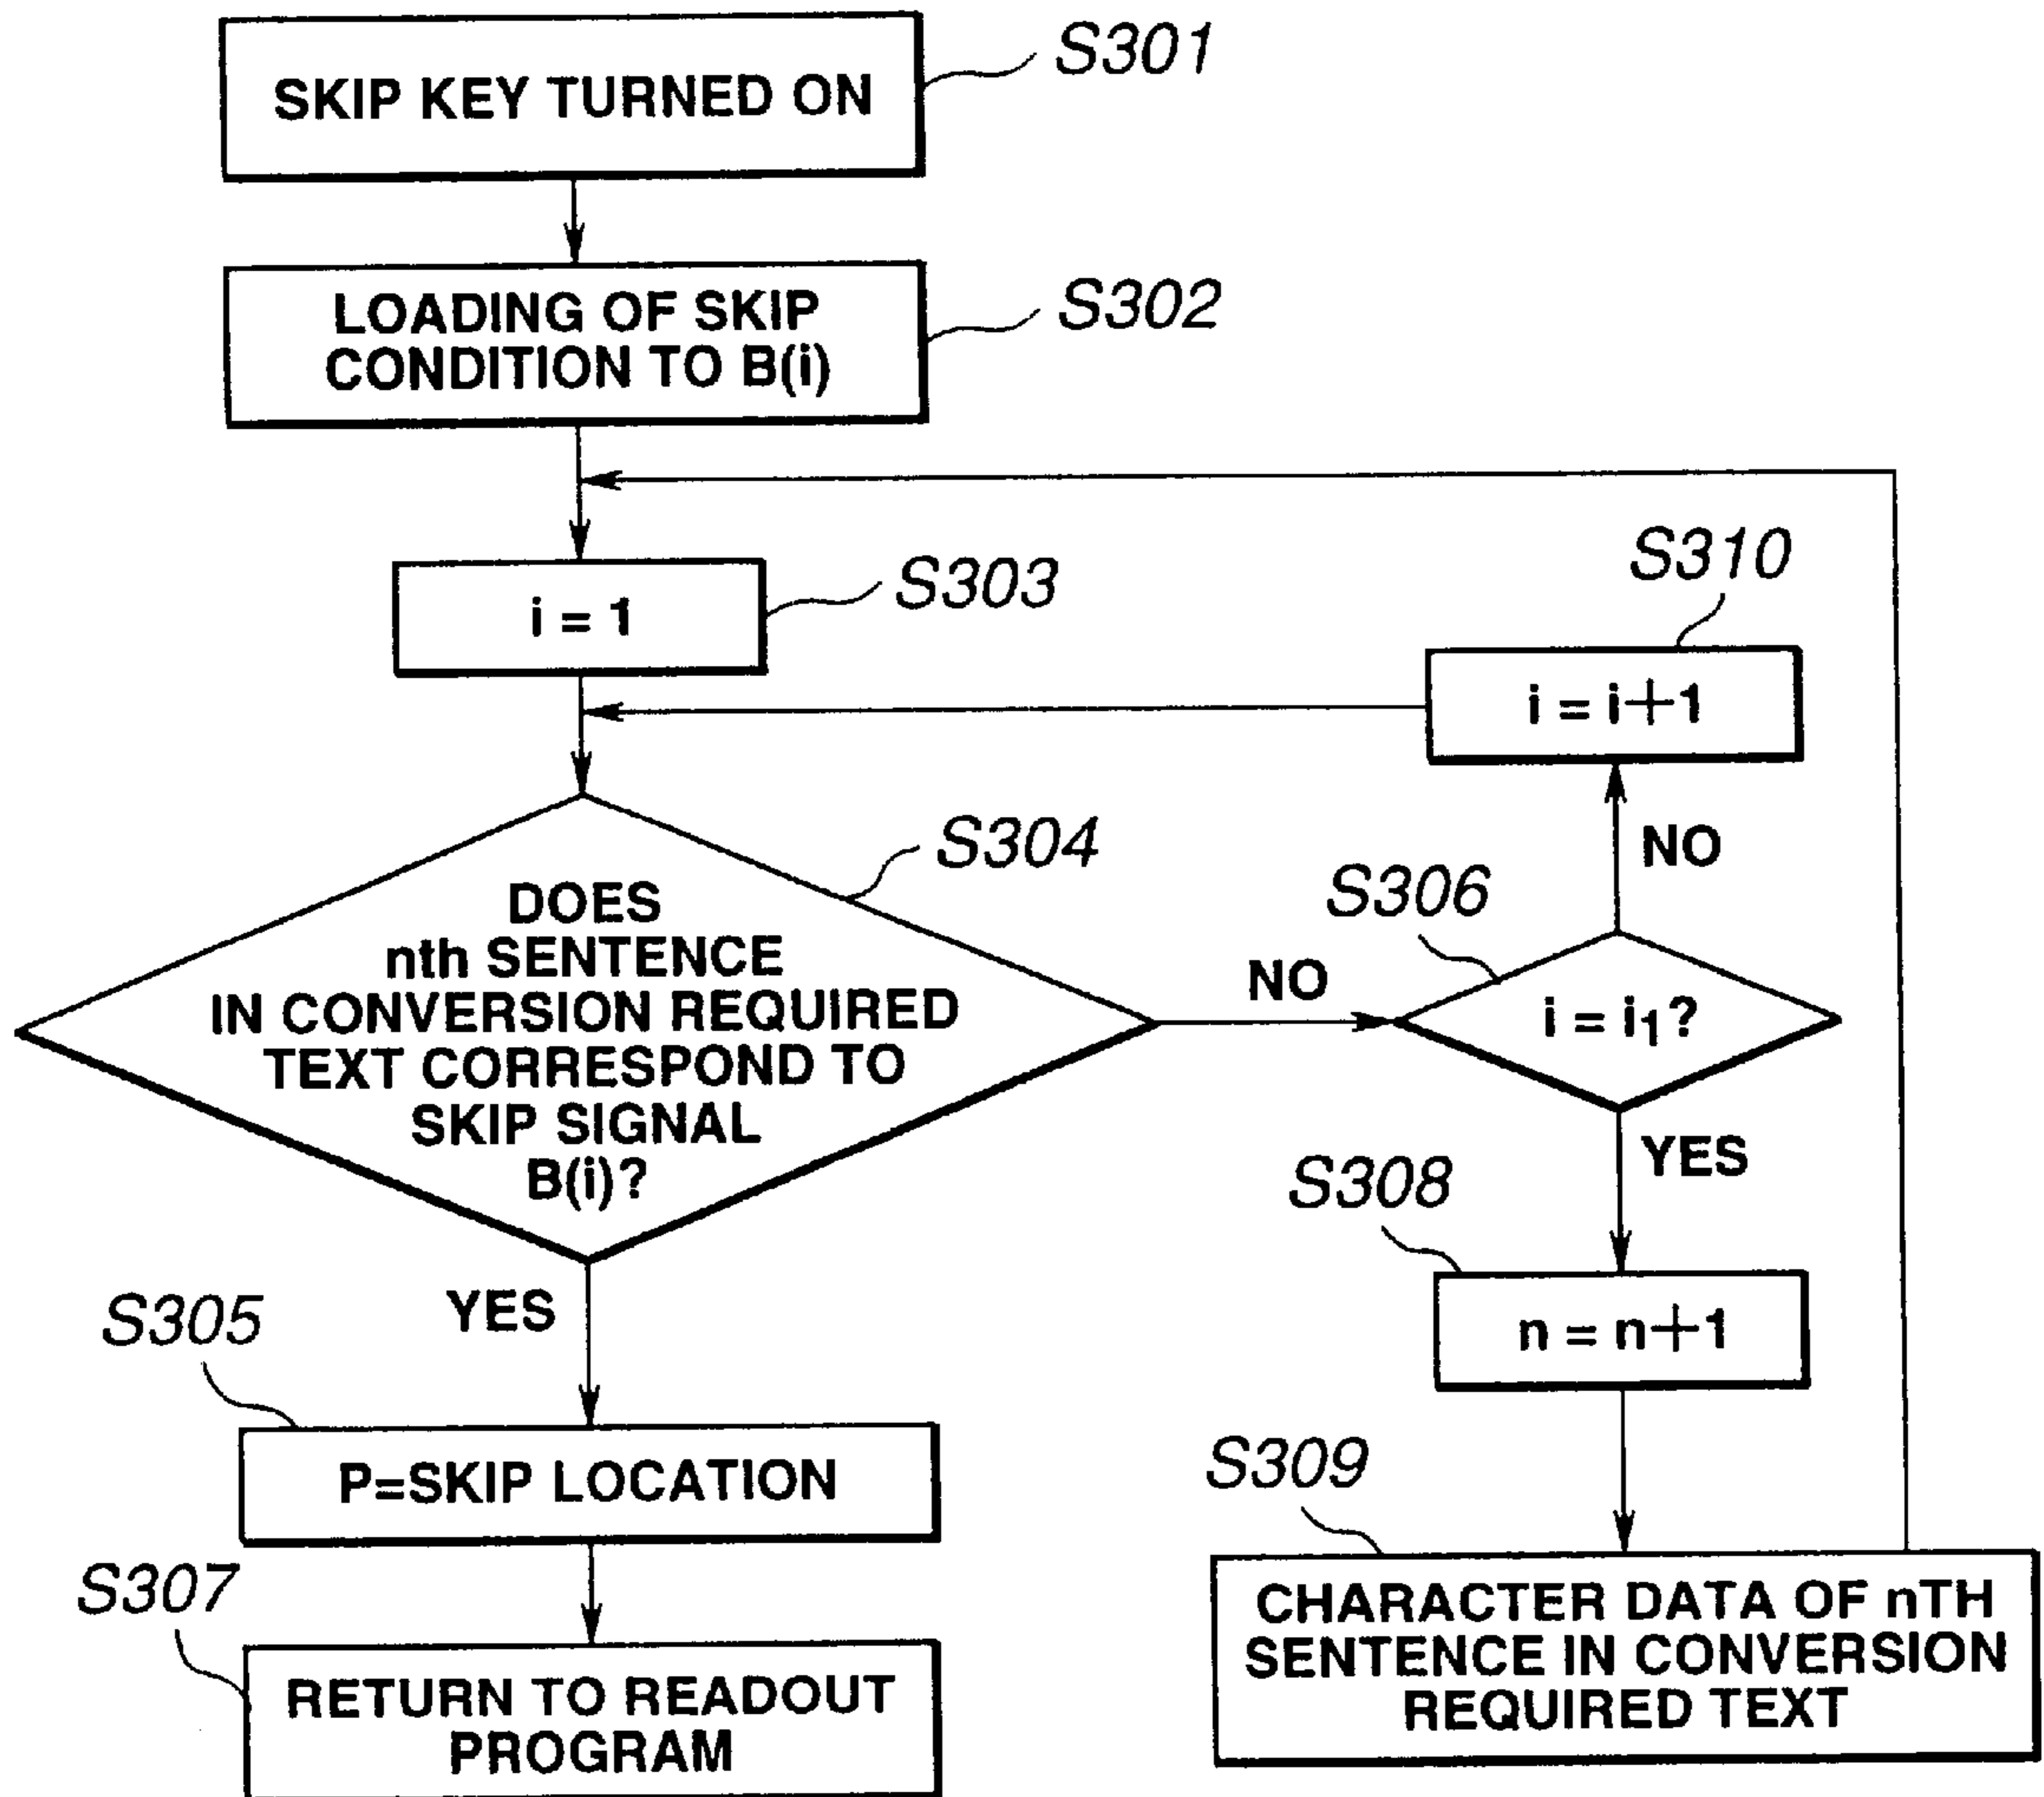 SKIP KEY TURNED ON
S301
LOADING OF SKIP
CONDITION TO B(i)
S302
i = 1
S303
S310
i = i+1
DOES
nth SENTENCE
IN CONVERSION REQUIRED
TEXT CORRESPOND TO
SKIP SIGNAL
B(i)?
S304
NO
S306
i = i₁?
NO
YES
S308
n = n+1
YES
S305
P=SKIP LOCATION
S309
CHARACTER DATA OF nTH
SENTENCE IN CONVERSION
REQUIRED TEXT
S307
RETURN TO READOUT
PROGRAM